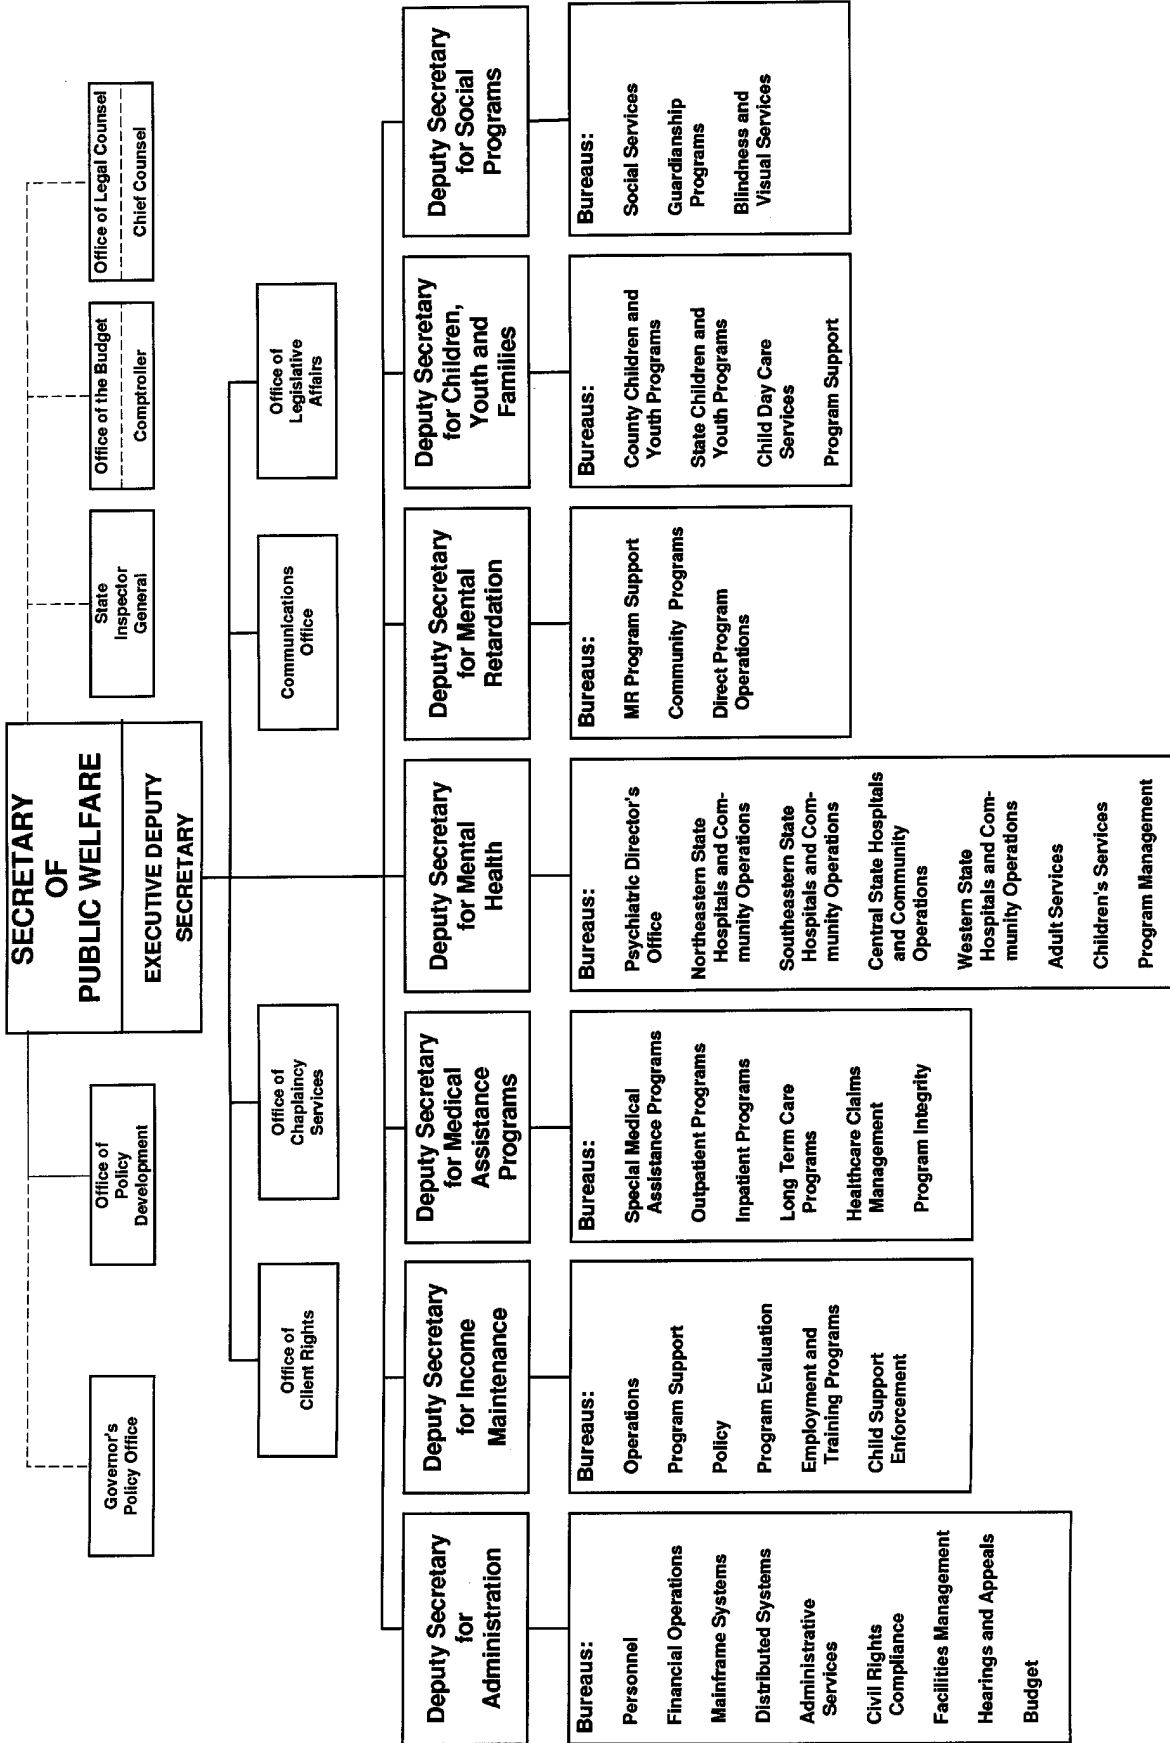 SECRETARY
OF
PUBLIC WELFARE
EXECUTIVE DEPUTY
SECRETARY
Governor's
Policy Office
Office of
Policy
Development
State
Inspector
General
Office of the Budget
Comptroller
Office of Legal Counsel
Chief Counsel
Office of
Client Rights
Office of
Chaplaincy
Services
Communications
Office
Office of
Legislative
Affairs
Deputy Secretary
for
Administration
Bureaus:
Personnel
Financial Operations
Mainframe Systems
Distributed Systems
Administrative
Services
Civil Rights
Compliance
Facilities Management
Hearings and Appeals
Budget
Deputy Secretary
for Income
Maintenance
Bureaus:
Operations
Program Support
Policy
Program Evaluation
Employment and
Training Programs
Child Support
Enforcement
Deputy Secretary
for Medical
Assistance
Programs
Bureaus:
Special Medical
Assistance Programs
Outpatient Programs
Inpatient Programs
Long Term Care
Programs
Healthcare Claims
Management
Program Integrity
Deputy Secretary
for Mental
Health
Bureaus:
Psychiatric Director's
Office
Northeastern State
Hospitals and Com-
munity Operations
Southeastern State
Hospitals and Com-
munity Operations
Central State Hospitals
and Community
Operations
Western State
Hospitals and Com-
munity Operations
Adult Services
Children's Services
Program Management
Deputy Secretary
for Mental
Retardation
Bureaus:
MR Program Support
Community Programs
Direct Program
Operations
Deputy Secretary
for Children,
Youth and
Families
Bureaus:
County Children and
Youth Programs
State Children and
Youth Programs
Child Day Care
Services
Program Support
Deputy Secretary
for Social
Programs
Bureaus:
Social Services
Guardianship
Programs
Blindness and
Visual Services